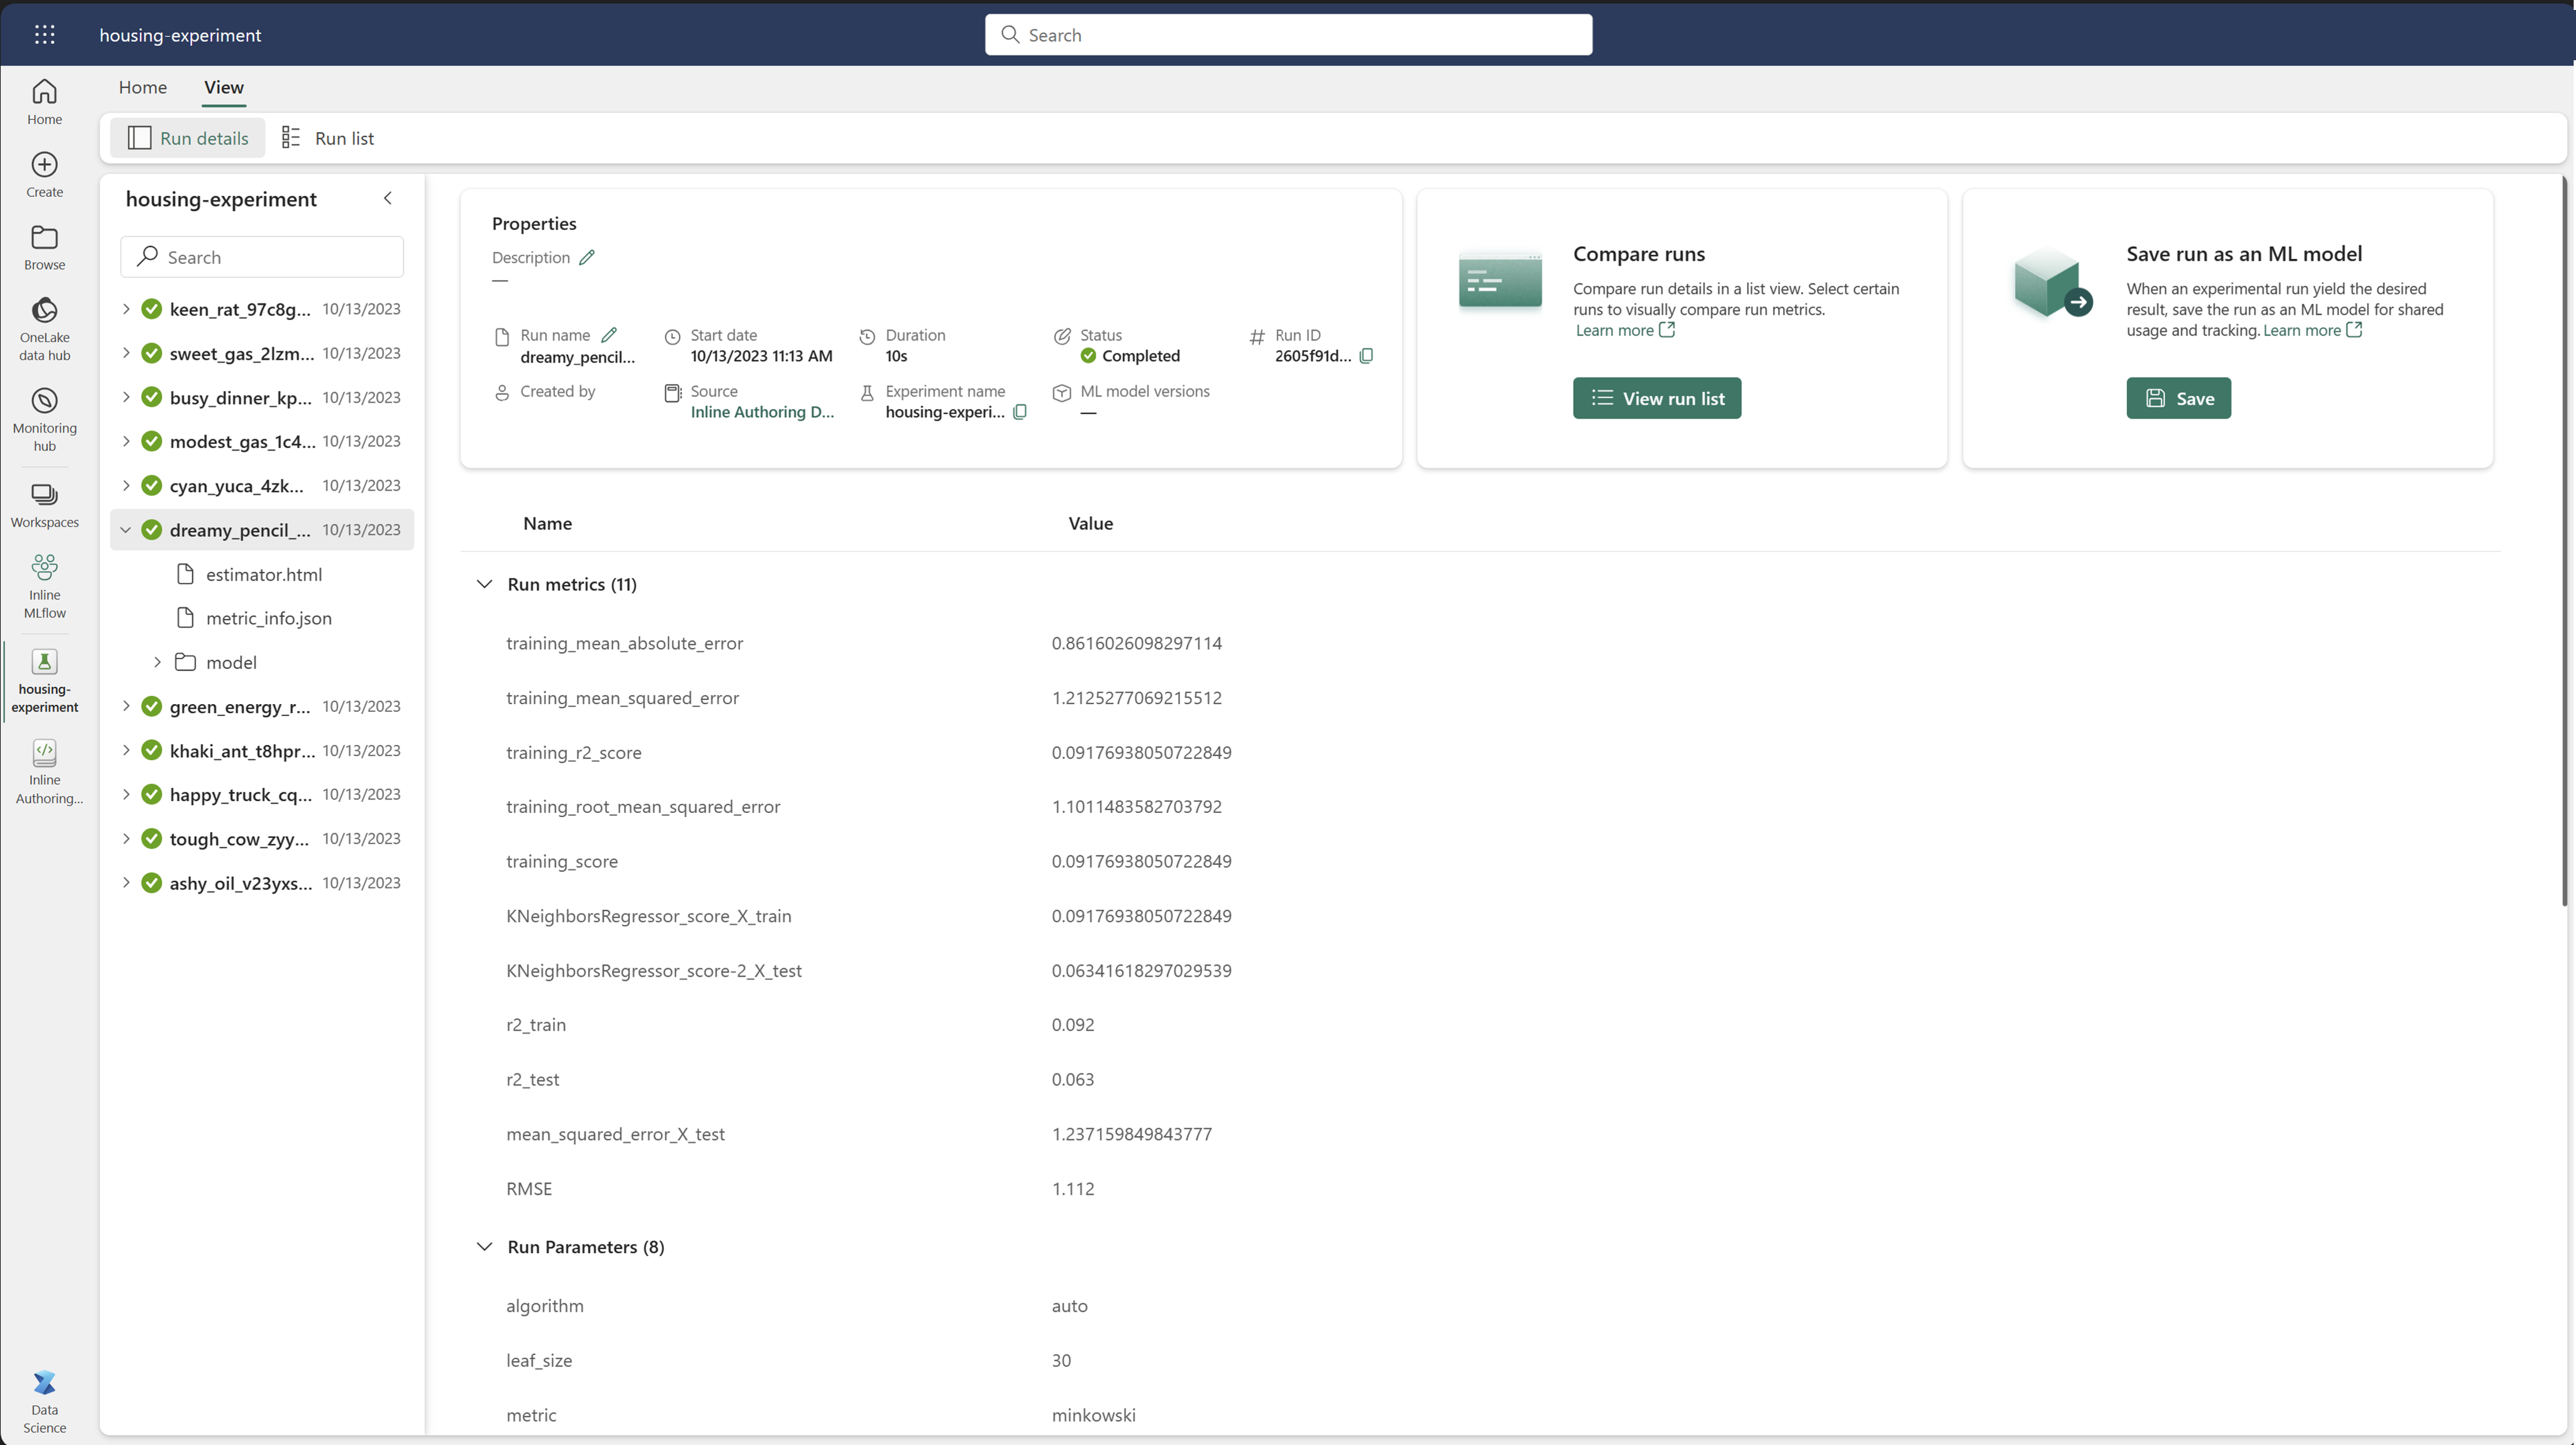 housing-experiment
Search
Home
View
Run details
Run list
Home
Create
Browse
OneLake
data hub
Monitoring
hub
Workspaces
Inline
MLflow
housing-
experiment
Inline
Authoring...
Data
Science
housing-experiment
Search
keen_rat_97c8g... 10/13/2023
sweet_gas_2lzm... 10/13/2023
busy_dinner_kp... 10/13/2023
modest_gas_1c4... 10/13/2023
cyan_yuca_4zk... 10/13/2023
dreamy_pencil_... 10/13/2023
estimator.html
metric_info.json
model
green_energy_r... 10/13/2023
khaki_ant_t8hpr... 10/13/2023
happy_truck_cq... 10/13/2023
tough_cow_zyy... 10/13/2023
ashy_oil_v23yxs... 10/13/2023
Properties
Description
—
Run name
dreamy_pencil...
Start date
10/13/2023 11:13 AM
Duration
10s
Status
Completed
Run ID
2605f91d...
Created by
Source
Inline Authoring D...
Experiment name
housing-experi...
ML model versions
—
Compare runs
Compare run details in a list view. Select certain
runs to visually compare run metrics.
Learn more
View run list
Save run as an ML model
When an experimental run yield the desired
result, save the run as an ML model for shared
usage and tracking. Learn more
Save
Name Value
Run metrics (11)
training_mean_absolute_error 0.8616026098297114
training_mean_squared_error 1.2125277069215512
training_r2_score 0.09176938050722849
training_root_mean_squared_error 1.1011483582703792
training_score 0.09176938050722849
KNeighborsRegressor_score_X_train 0.09176938050722849
KNeighborsRegressor_score-2_X_test 0.06341618297029539
r2_train 0.092
r2_test 0.063
mean_squared_error_X_test 1.237159849843777
RMSE 1.112
Run Parameters (8)
algorithm auto
leaf_size 30
metric minkowski